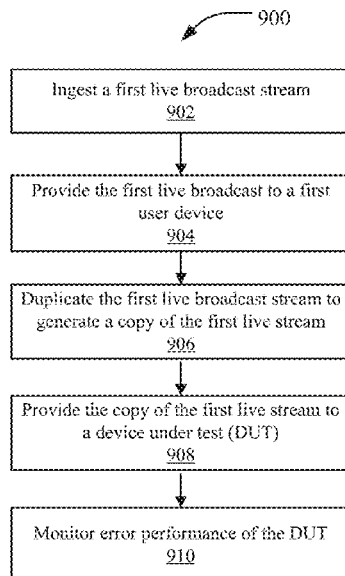 900
Ingest a first live broadcast stream
902
Provide the first live broadcast to a first
user device
904
Duplicate the first live broadcast stream to
generate a copy of the first live stream
906
Provide the copy of the first live stream to
a device under test (DUT)
908
Monitor error performance of the DUT
910